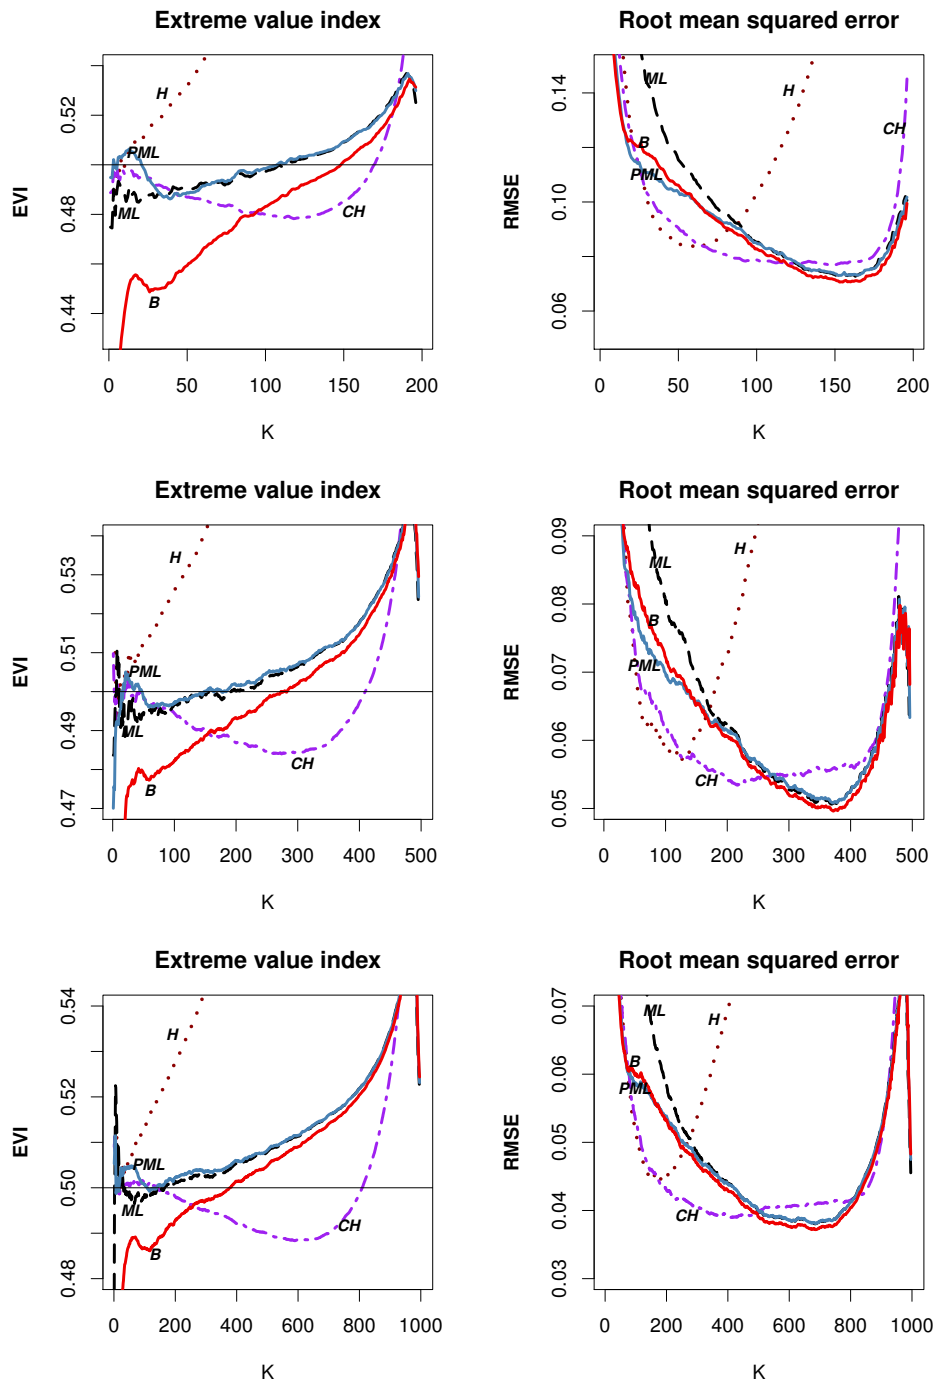 Extreme value index
EVI
0.44 0.48 0.52
H
PML
ML
CH
B
0 50 100 150 200
K
Root mean squared error
RMSE
0.06 0.10 0.14
ML
H
CH
B
PML
0 50 100 150 200
K
Extreme value index
EVI
0.47 0.49 0.51 0.53
H
PML
ML
CH
B
0 100 200 300 400 500
K
Root mean squared error
RMSE
0.05 0.06 0.07 0.08 0.09
H
ML
B
PML
CH
0 100 200 300 400 500
K
Extreme value index
EVI
0.48 0.50 0.52 0.54
H
PML
ML
CH
B
0 200 400 600 800 1000
K
Root mean squared error
RMSE
0.03 0.04 0.05 0.06 0.07
ML
H
B
PML
CH
0 200 400 600 800 1000
K